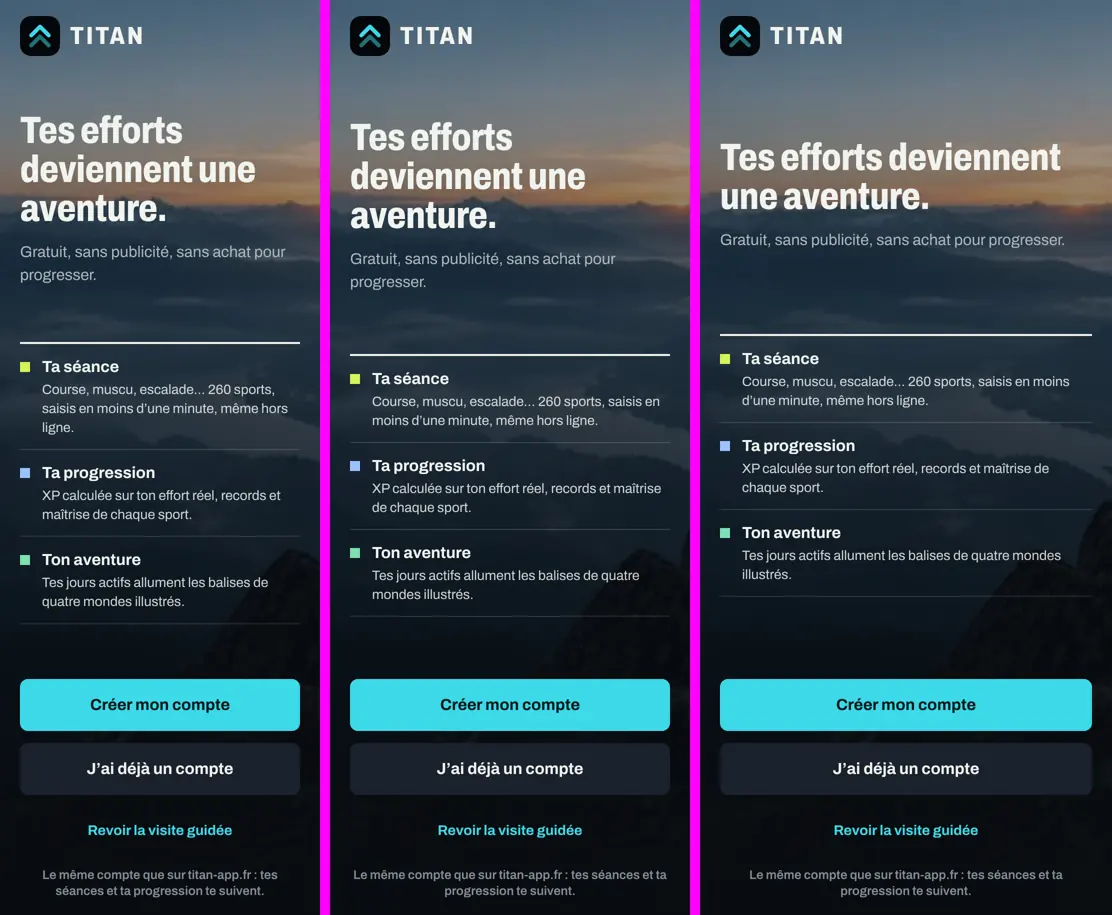 TITAN
Tes efforts
deviennent une
aventure.
Gratuit, sans publicité, sans achat pour
progresser.
Ta séance
Course, muscu, escalade… 260 sports,
saisis en moins d’une minute, même hors
ligne.
Ta progression
XP calculée sur ton effort réel, records et
maîtrise de chaque sport.
Ton aventure
Tes jours actifs allument les balises de
quatre mondes illustrés.
Créer mon compte
J’ai déjà un compte
Revoir la visite guidée
Le même compte que sur titan-app.fr : tes
séances et ta progression te suivent.
TITAN
Tes efforts
deviennent une
aventure.
Gratuit, sans publicité, sans achat pour
progresser.
Ta séance
Course, muscu, escalade… 260 sports, saisis en
moins d’une minute, même hors ligne.
Ta progression
XP calculée sur ton effort réel, records et maîtrise
de chaque sport.
Ton aventure
Tes jours actifs allument les balises de quatre
mondes illustrés.
Créer mon compte
J’ai déjà un compte
Revoir la visite guidée
Le même compte que sur titan-app.fr : tes séances et ta
progression te suivent.
TITAN
Tes efforts deviennent
une aventure.
Gratuit, sans publicité, sans achat pour progresser.
Ta séance
Course, muscu, escalade… 260 sports, saisis en moins
d’une minute, même hors ligne.
Ta progression
XP calculée sur ton effort réel, records et maîtrise de
chaque sport.
Ton aventure
Tes jours actifs allument les balises de quatre mondes
illustrés.
Créer mon compte
J’ai déjà un compte
Revoir la visite guidée
Le même compte que sur titan-app.fr : tes séances et ta
progression te suivent.